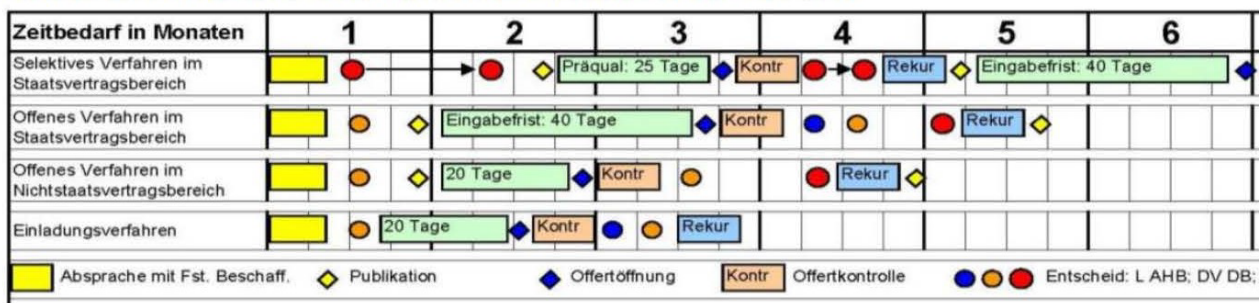 Zeitbedarf in Monaten 1 2 3 4 5 6
Selektives Verfahren im
Staatsvertragsbereich
Präqual: 25 Tage Kontr Rekur Eingabefrist: 40 Tage
Offenes Verfahren im
Staatsvertragsbereich
Eingabefrist: 40 Tage Kontr Rekur
Offenes Verfahren im
Nichtstaatsvertragsbereich
20 Tage Kontr Rekur
Einladungsverfahren 20 Tage Kontr Rekur
Absprache mit Fst. Beschaff. Publikation Offertöffnung Kontr Offertkontrolle Entscheid: L AHB; DV DB;